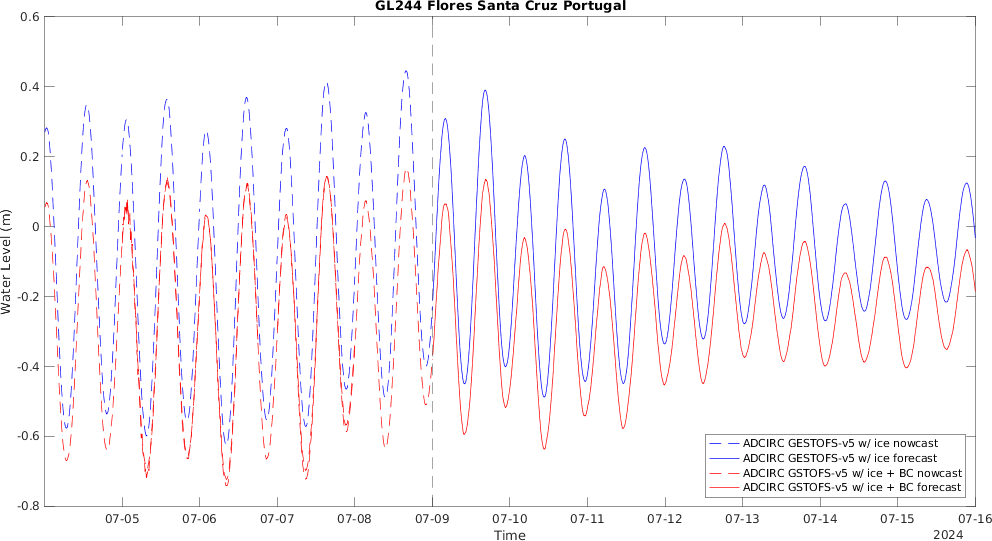 GL244 Flores Santa Cruz Portugal
0.6
0.4
0.2
0
-0.2
-0.4
-0.6
-0.8
Water Level (m)
ADCIRC GESTOFS-v5 w/ ice nowcast
ADCIRC GESTOFS-v5 w/ ice forecast
ADCIRC GSTOFS-v5 w/ ice + BC nowcast
ADCIRC GSTOFS-v5 w/ ice + BC forecast
07-05 07-06 07-07 07-08 07-09 07-10 07-11 07-12 07-13 07-14 07-15 07-16
Time
2024